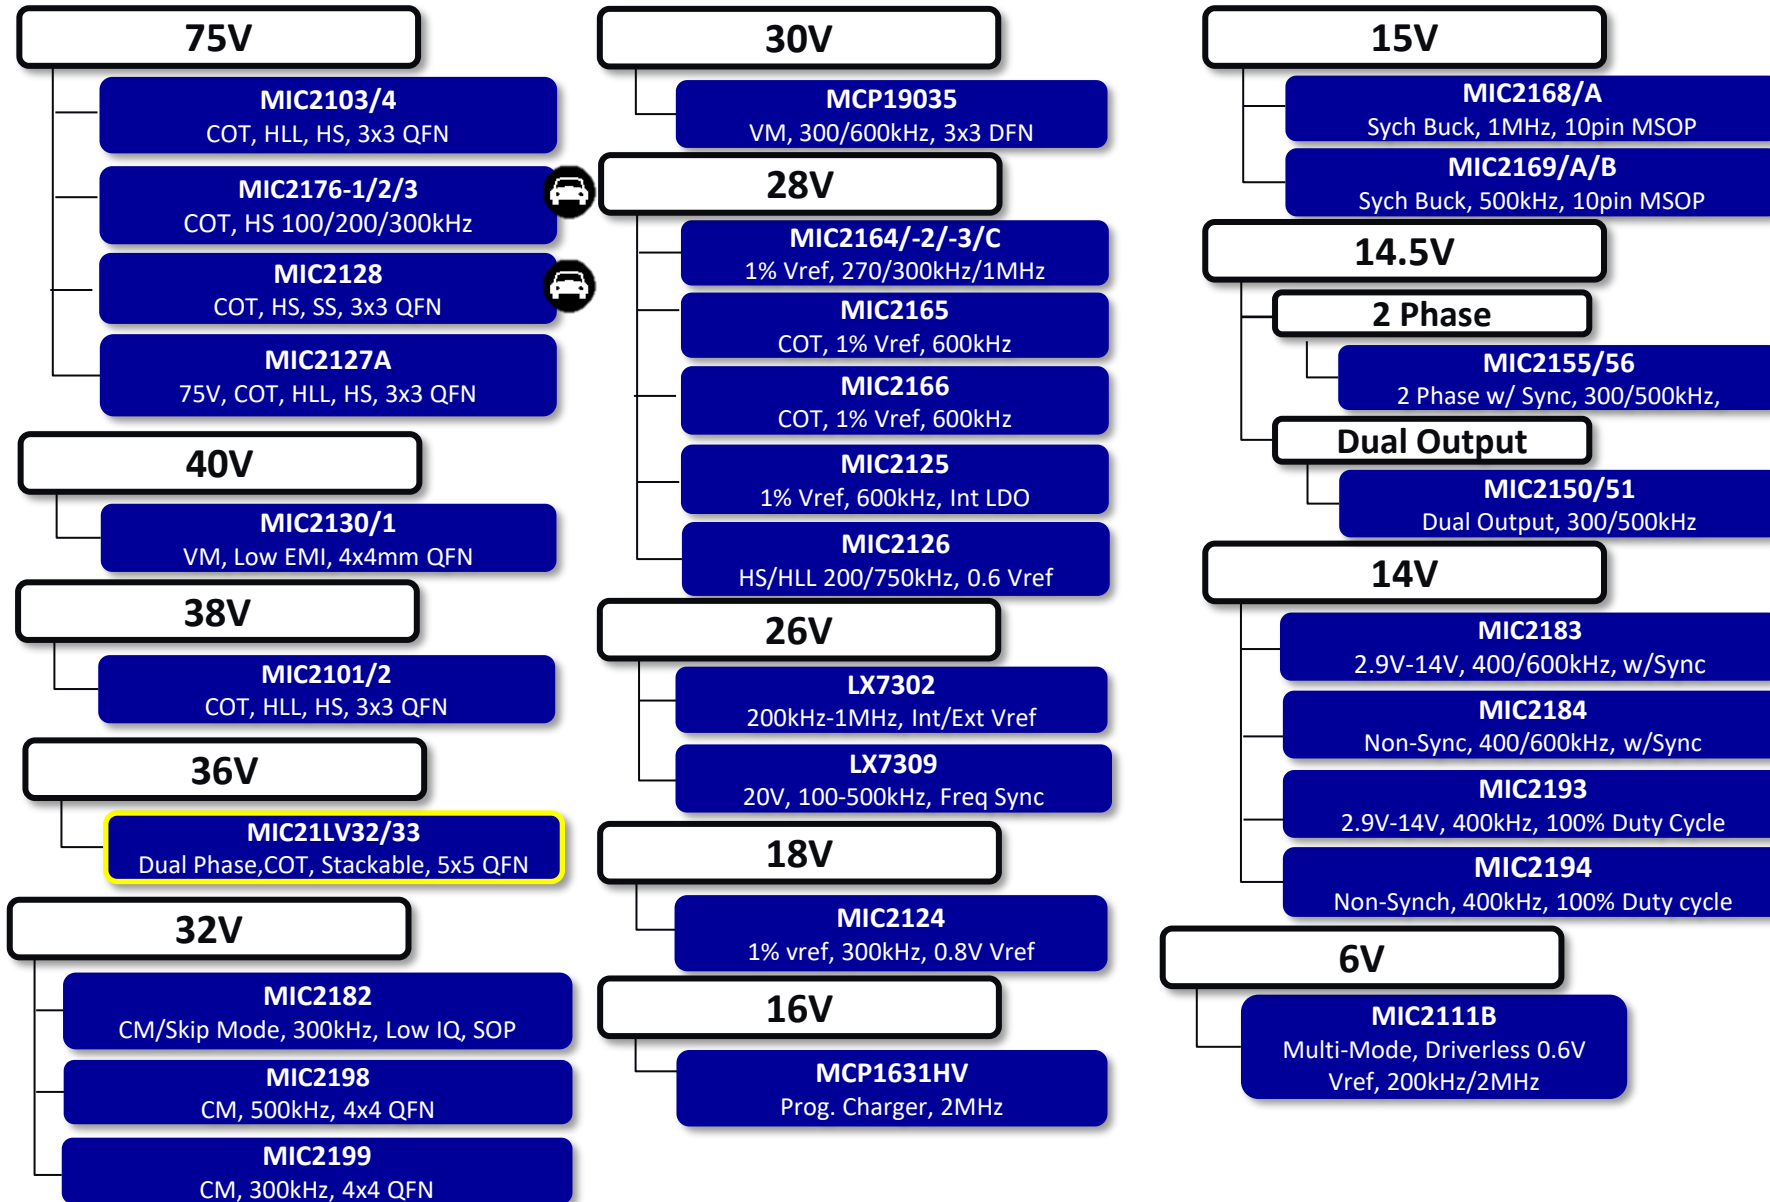 75V
MIC2103/4
COT, HLL, HS, 3x3 QFN
MIC2176-1/2/3
COT, HS 100/200/300kHz
MIC2128
COT, HS, SS, 3x3 QFN
MIC2127A
75V, COT, HLL, HS, 3x3 QFN
40V
MIC2130/1
VM, Low EMI, 4x4mm QFN
38V
MIC2101/2
COT, HLL, HS, 3x3 QFN
36V
MIC21LV32/33
Dual Phase,COT, Stackable, 5x5 QFN
32V
MIC2182
CM/Skip Mode, 300kHz, Low IQ, SOP
MIC2198
CM, 500kHz, 4x4 QFN
MIC2199
CM, 300kHz, 4x4 QFN
30V
MCP19035
VM, 300/600kHz, 3x3 DFN
28V
MIC2164/-2/-3/C
1% Vref, 270/300kHz/1MHz
MIC2165
COT, 1% Vref, 600kHz
MIC2166
COT, 1% Vref, 600kHz
MIC2125
1% Vref, 600kHz, Int LDO
MIC2126
HS/HLL 200/750kHz, 0.6 Vref
26V
LX7302
200kHz-1MHz, Int/Ext Vref
LX7309
20V, 100-500kHz, Freq Sync
18V
MIC2124
1% vref, 300kHz, 0.8V Vref
16V
MCP1631HV
Prog. Charger, 2MHz
15V
MIC2168/A
Sych Buck, 1MHz, 10pin MSOP
MIC2169/A/B
Sych Buck, 500kHz, 10pin MSOP
14.5V
2 Phase
MIC2155/56
2 Phase w/ Sync, 300/500kHz,
Dual Output
MIC2150/51
Dual Output, 300/500kHz
14V
MIC2183
2.9V-14V, 400/600kHz, w/Sync
MIC2184
Non-Sync, 400/600kHz, w/Sync
MIC2193
2.9V-14V, 400kHz, 100% Duty Cycle
MIC2194
Non-Synch, 400kHz, 100% Duty cycle
6V
MIC2111B
Multi-Mode, Driverless 0.6V
Vref, 200kHz/2MHz